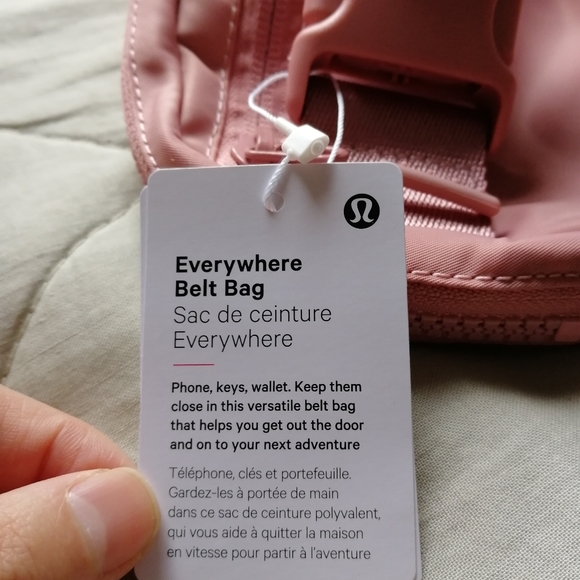 Everywhere
Belt Bag
Sac de ceinture
Everywhere
Phone, keys, wallet. Keep them
close in this versatile belt bag
that helps you get out the door
and on to your next adventure
Téléphone, clés et portefeuille.
Gardez-les à portée de main
dans ce sac de ceinture polyvalent,
qui vous aide à quitter la maison
en vitesse pour partir à l'aventure